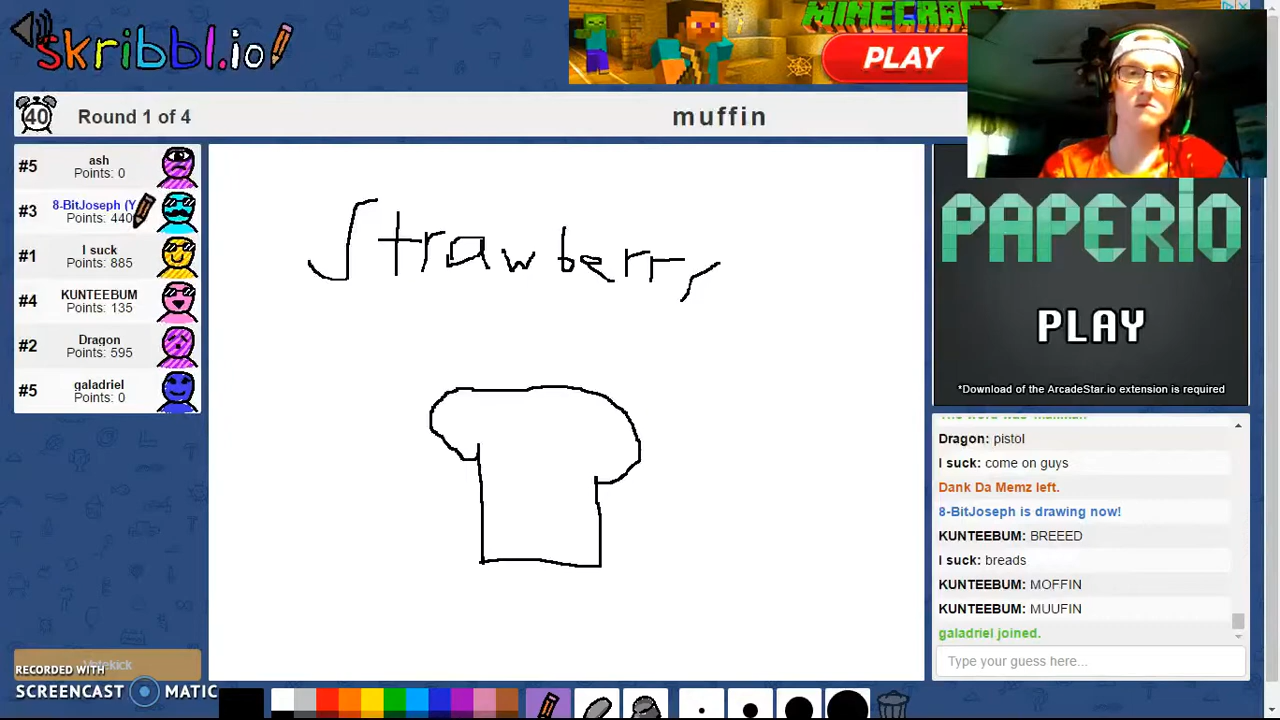 skribbl.io
MINECRAFT
PLAY
40
Round 1 of 4
muffin
#5
ash
Points: 0
#3
8-BitJoseph (Y
Points: 440
#1
I suck
Points: 885
#4
KUNTEEBUM
Points: 135
#2
Dragon
Points: 595
#5
galadriel
Points: 0
Strawberry
PAPERIO
PLAY
*Download of the ArcadeStar.io extension is required
Dragon: pistol
I suck: come on guys
Dank Da Memz left.
8-BitJoseph is drawing now!
KUNTEEBUM: BREEED
I suck: breads
KUNTEEBUM: MOFFIN
KUNTEEBUM: MUUFIN
galadriel joined.
Type your guess here...
RECORDED WITH
SCREENCAST MATIC